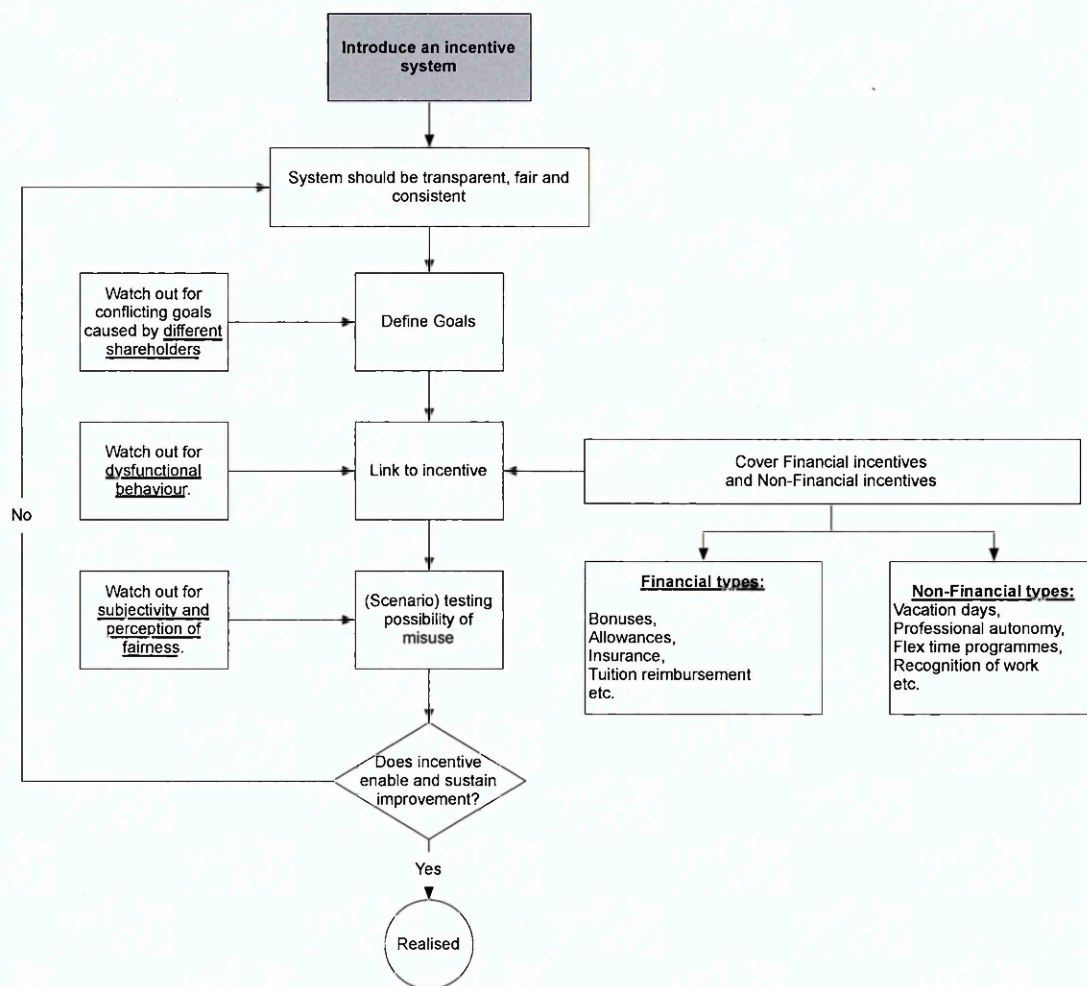 Introduce an incentive
system
System should be transparent, fair and
consistent
Watch out for
conflicting goals
caused by different
shareholders
Define Goals
Watch out for
dysfunctional
behaviour.
Link to incentive
Cover Financial incentives
and Non-Financial incentives
No
Watch out for
subjectivity and
perception of
fairness.
(Scenario) testing
possibility of
misuse
Financial types:
Bonuses,
Allowances,
Insurance,
Tuition reimbursement
etc.
Non-Financial types:
Vacation days,
Professional autonomy,
Flex time programmes,
Recognition of work
etc.
Does incentive
enable and sustain
improvement?
Yes
Realised